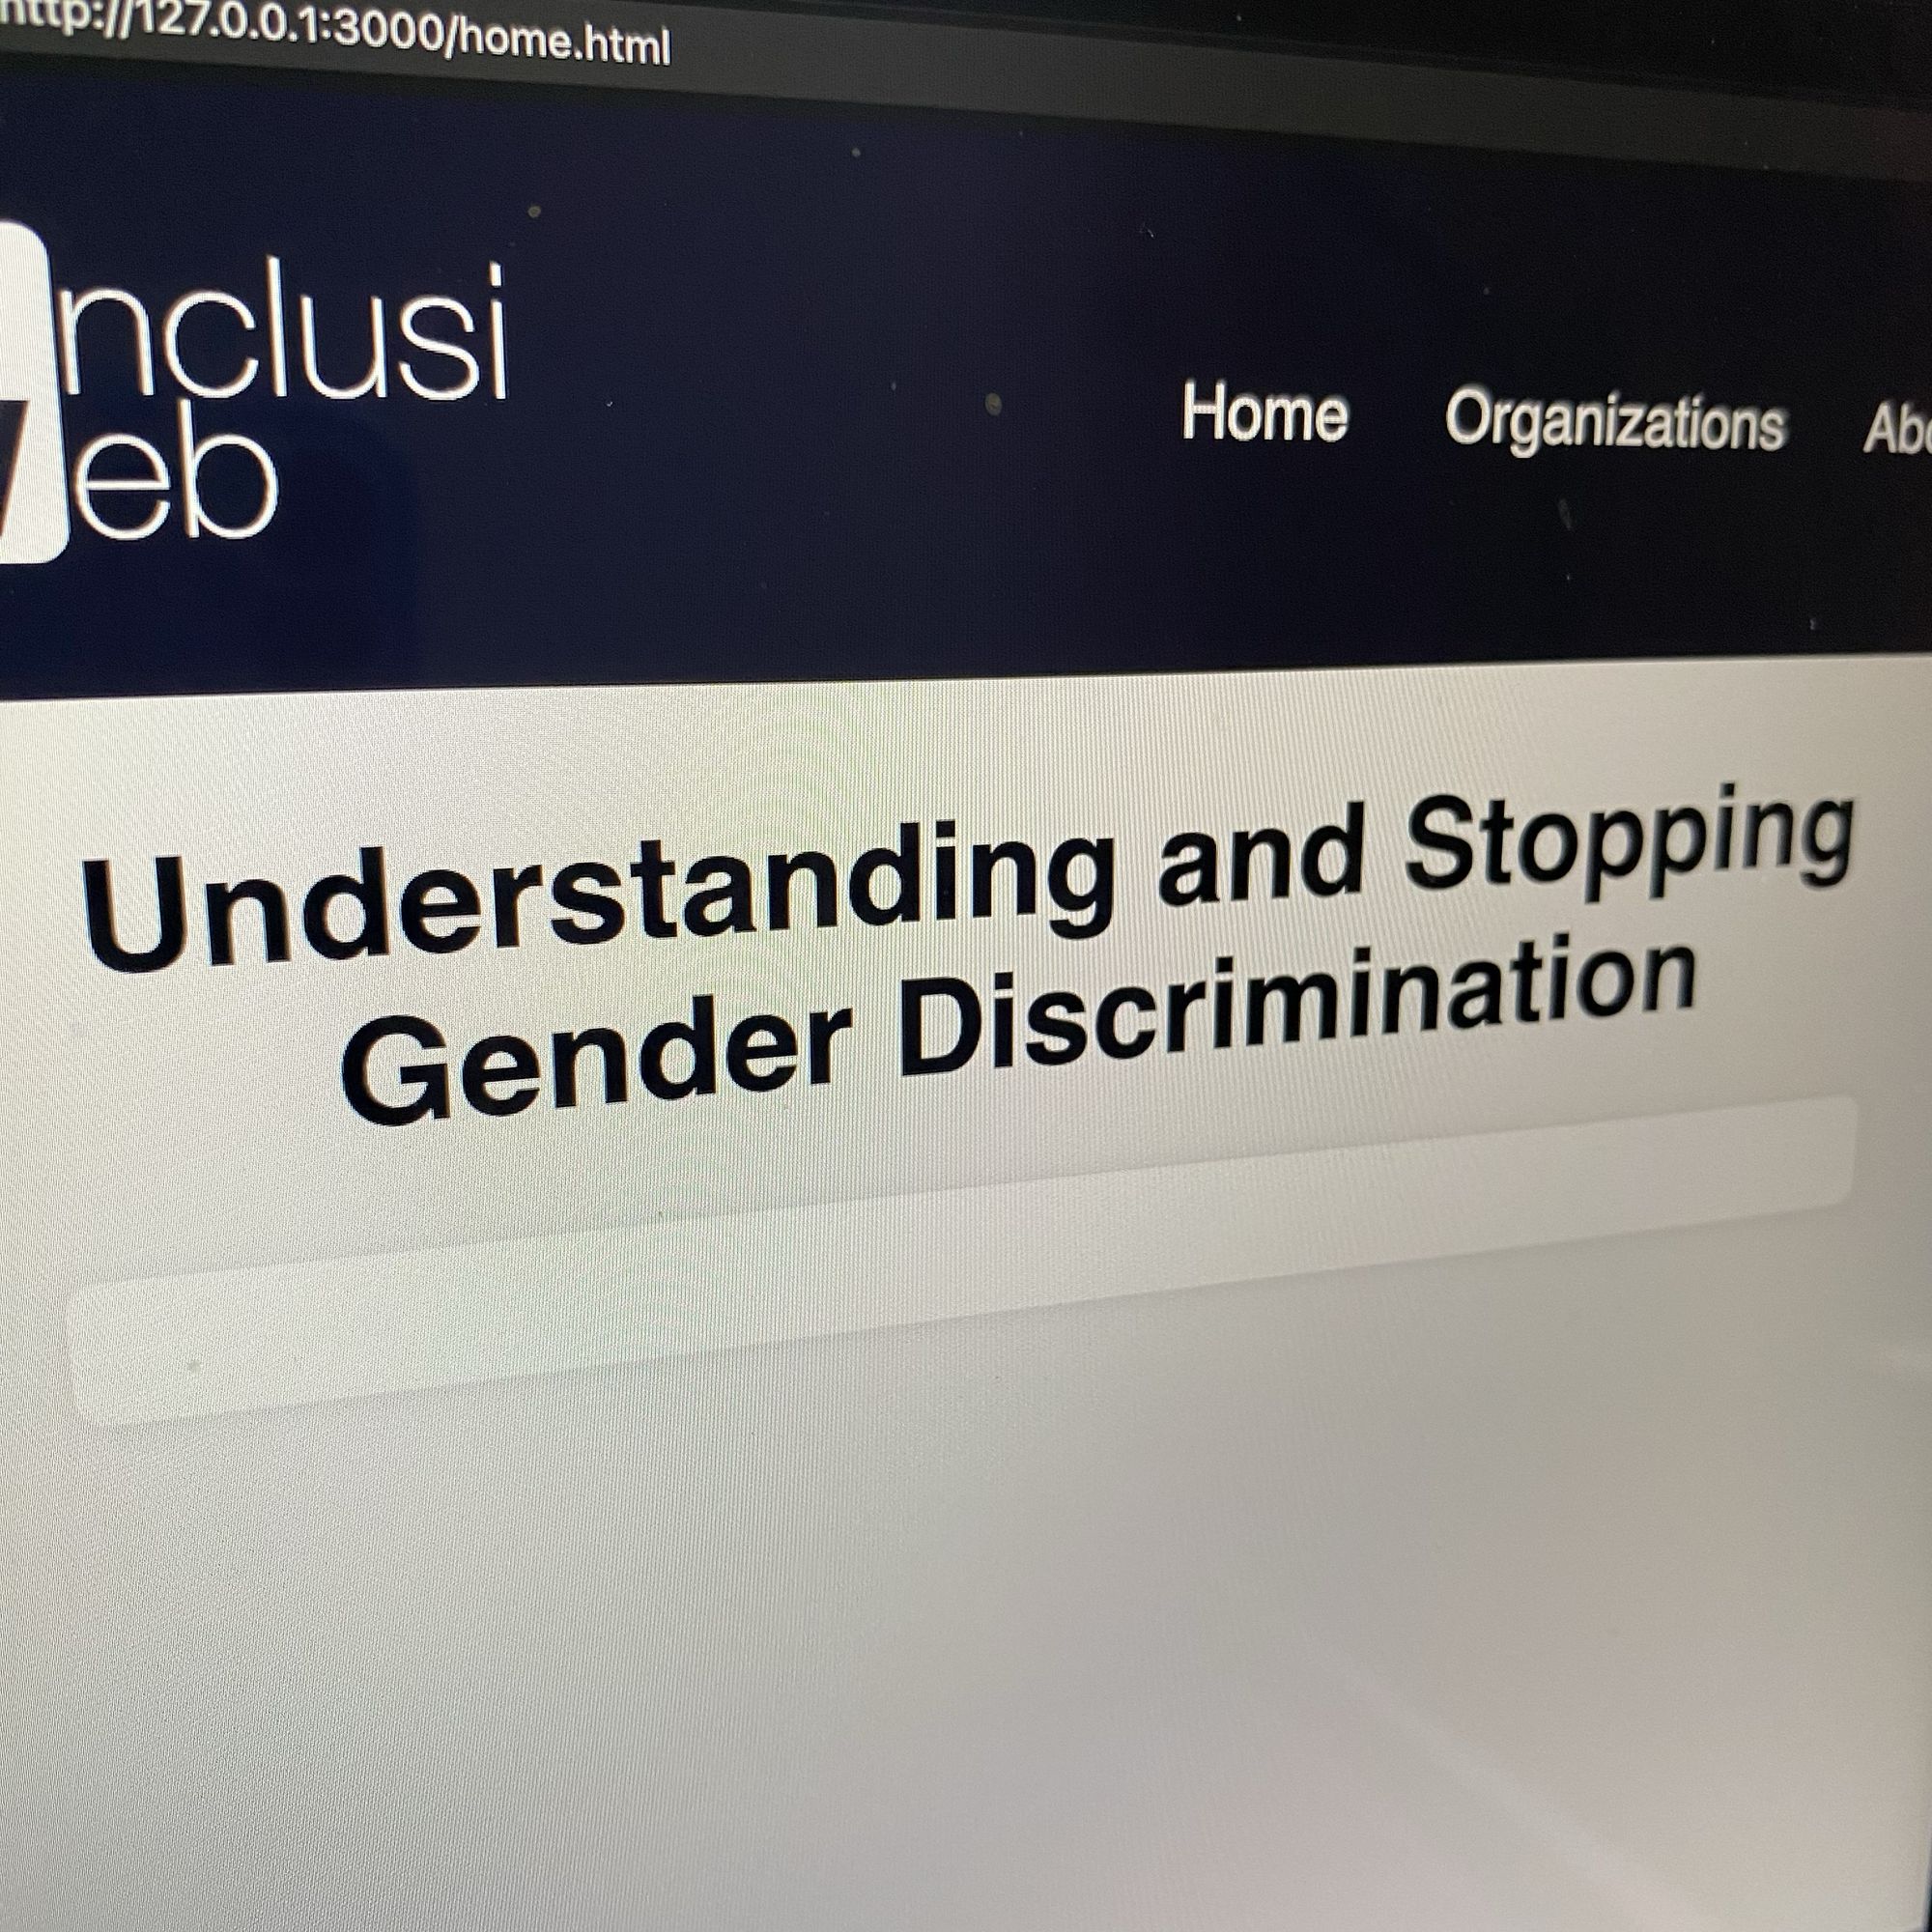 http://127.0.0.1:3000/home.html
nclusi
eb
Home Organizations
Understanding and Stopping
Gender Discrimination